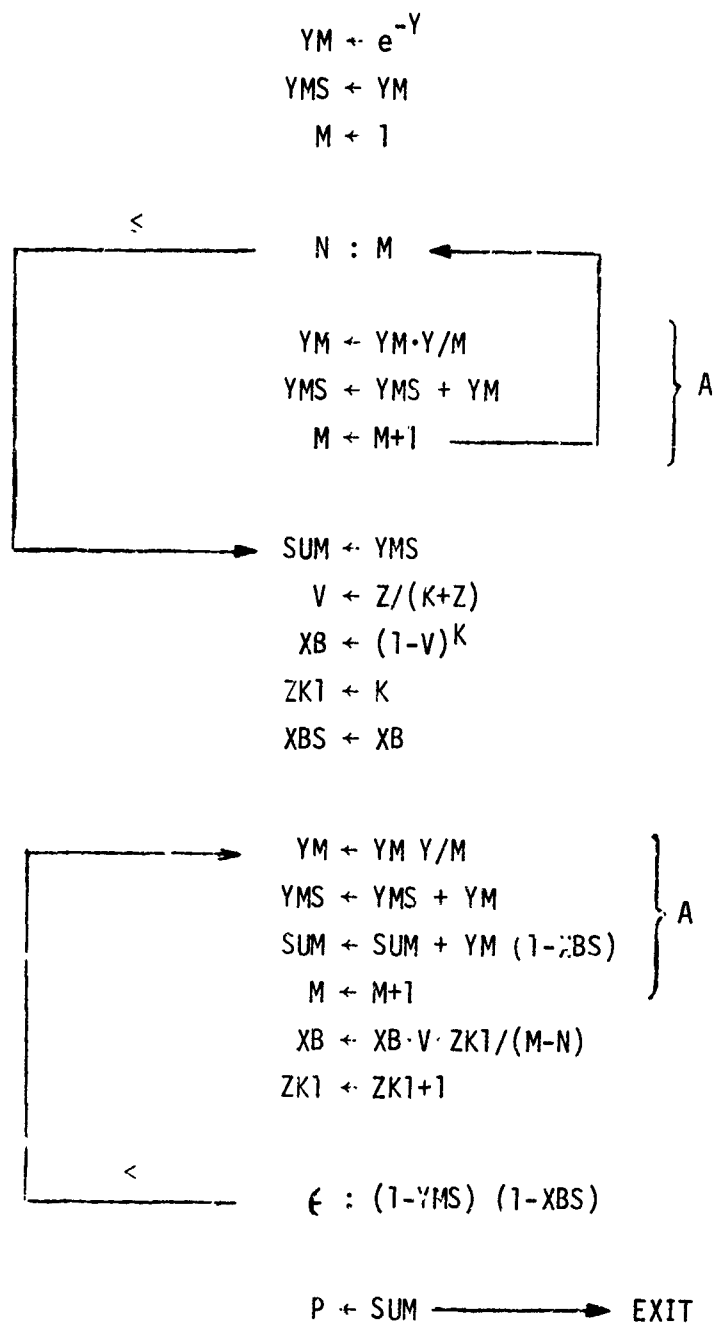 YM ← e^-Y
YMS ← YM
M ← 1
≤
N : M
YM ← YM·Y/M
YMS ← YMS + YM
M ← M+1
A
SUM ← YMS
V ← Z/(K+Z)
XB ← (1-V)^K
ZK1 ← K
XBS ← XB
YM ← YM Y/M
YMS ← YMS + YM
A
SUM ← SUM + YM (1-XBS)
M ← M+1
XB ← XB·V·ZK1/(M-N)
ZK1 ← ZK1+1
<
ϵ : (1-YMS) (1-XBS)
P ← SUM → EXIT